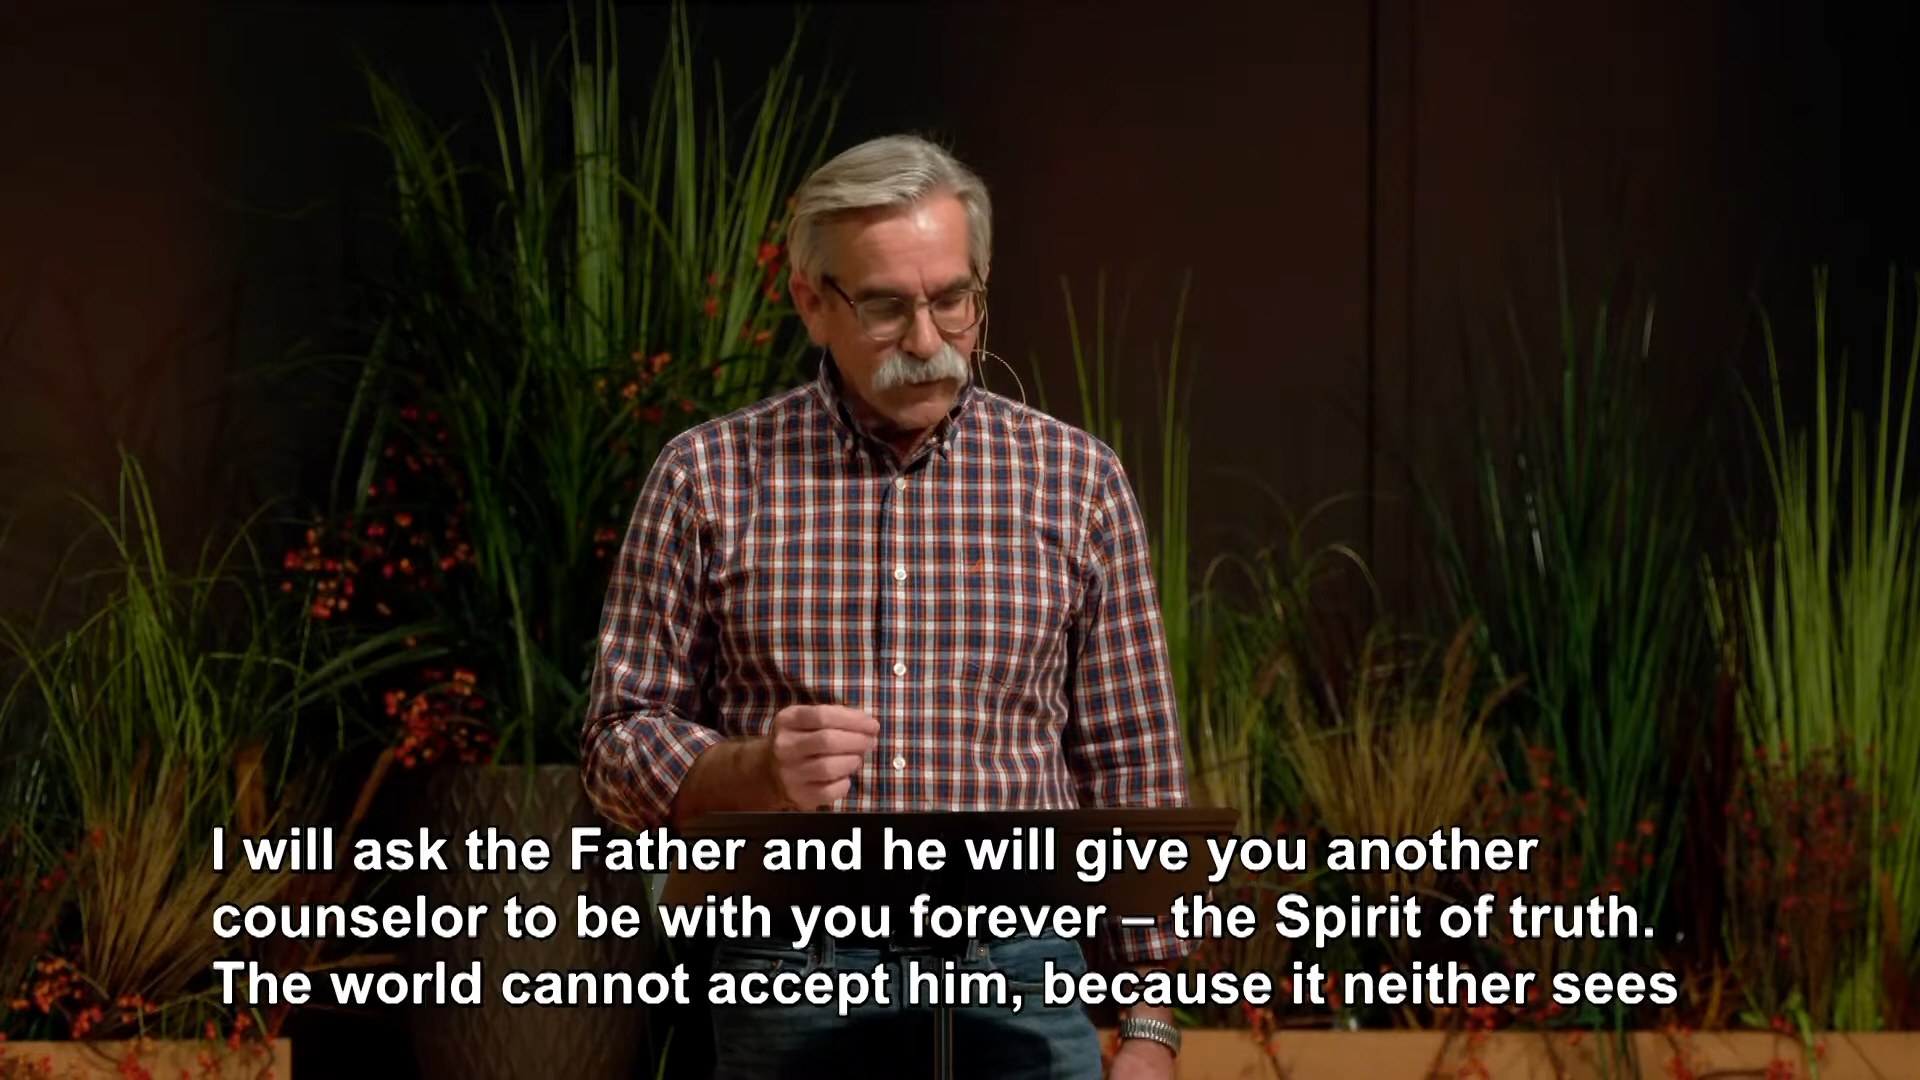 I will ask the Father and he will give you another
counselor to be with you forever – the Spirit of truth.
The world cannot accept him, because it neither sees